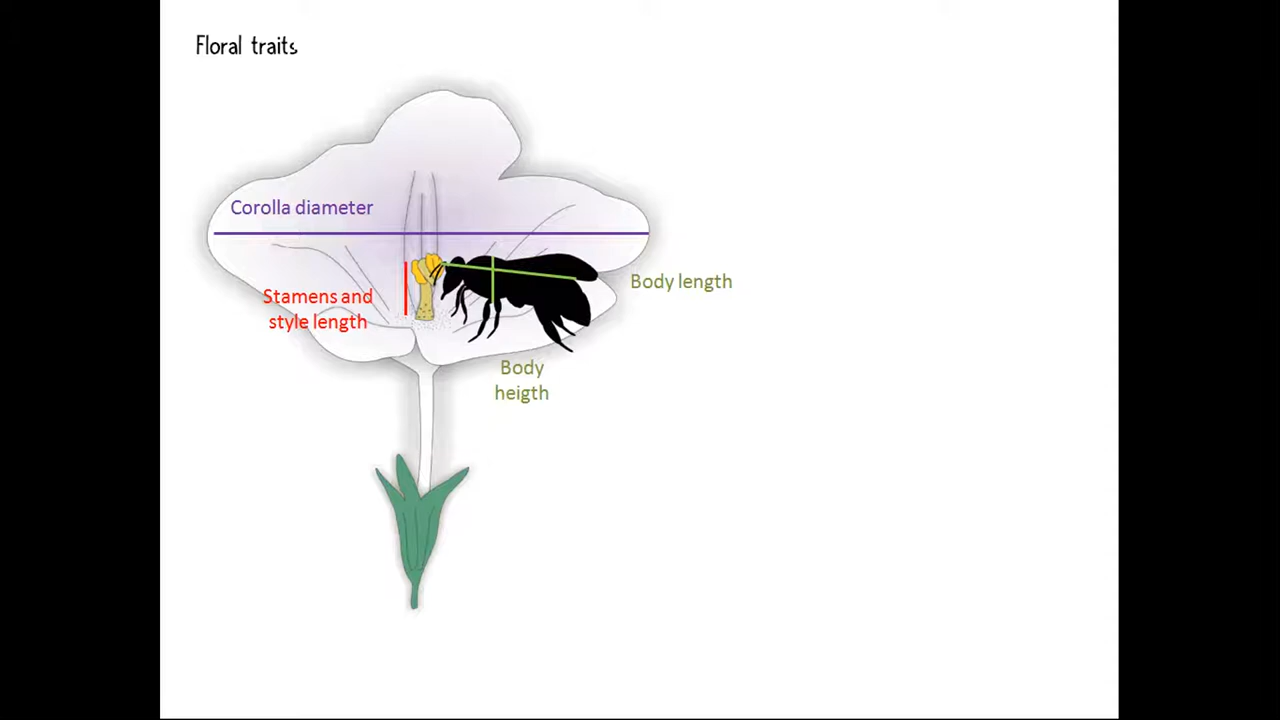 Floral traits
Corolla diameter
Stamens and
style length
Body length
Body
heigth